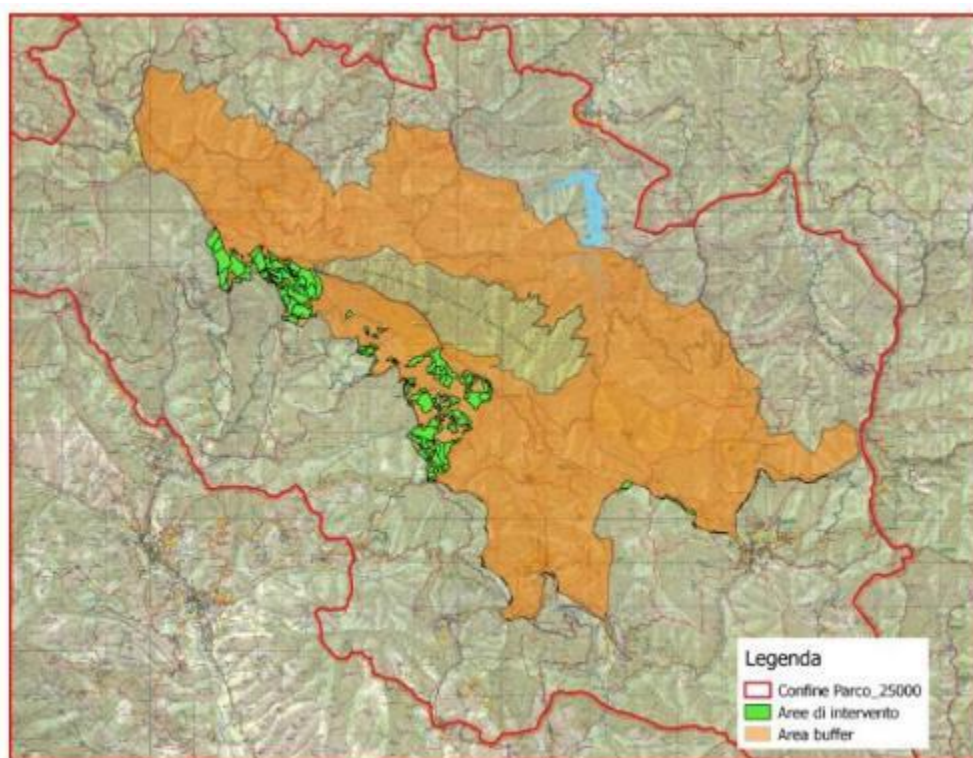 Legenda
Confine Parco_25000
Aree di intervento
Area buffer